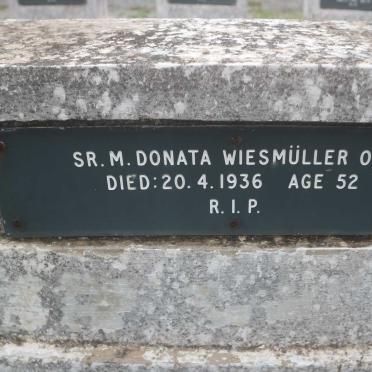 SR. M. DONATA WIESMÜLLER O
DIED: 20. 4. 1936 AGE 52
R. I. P.